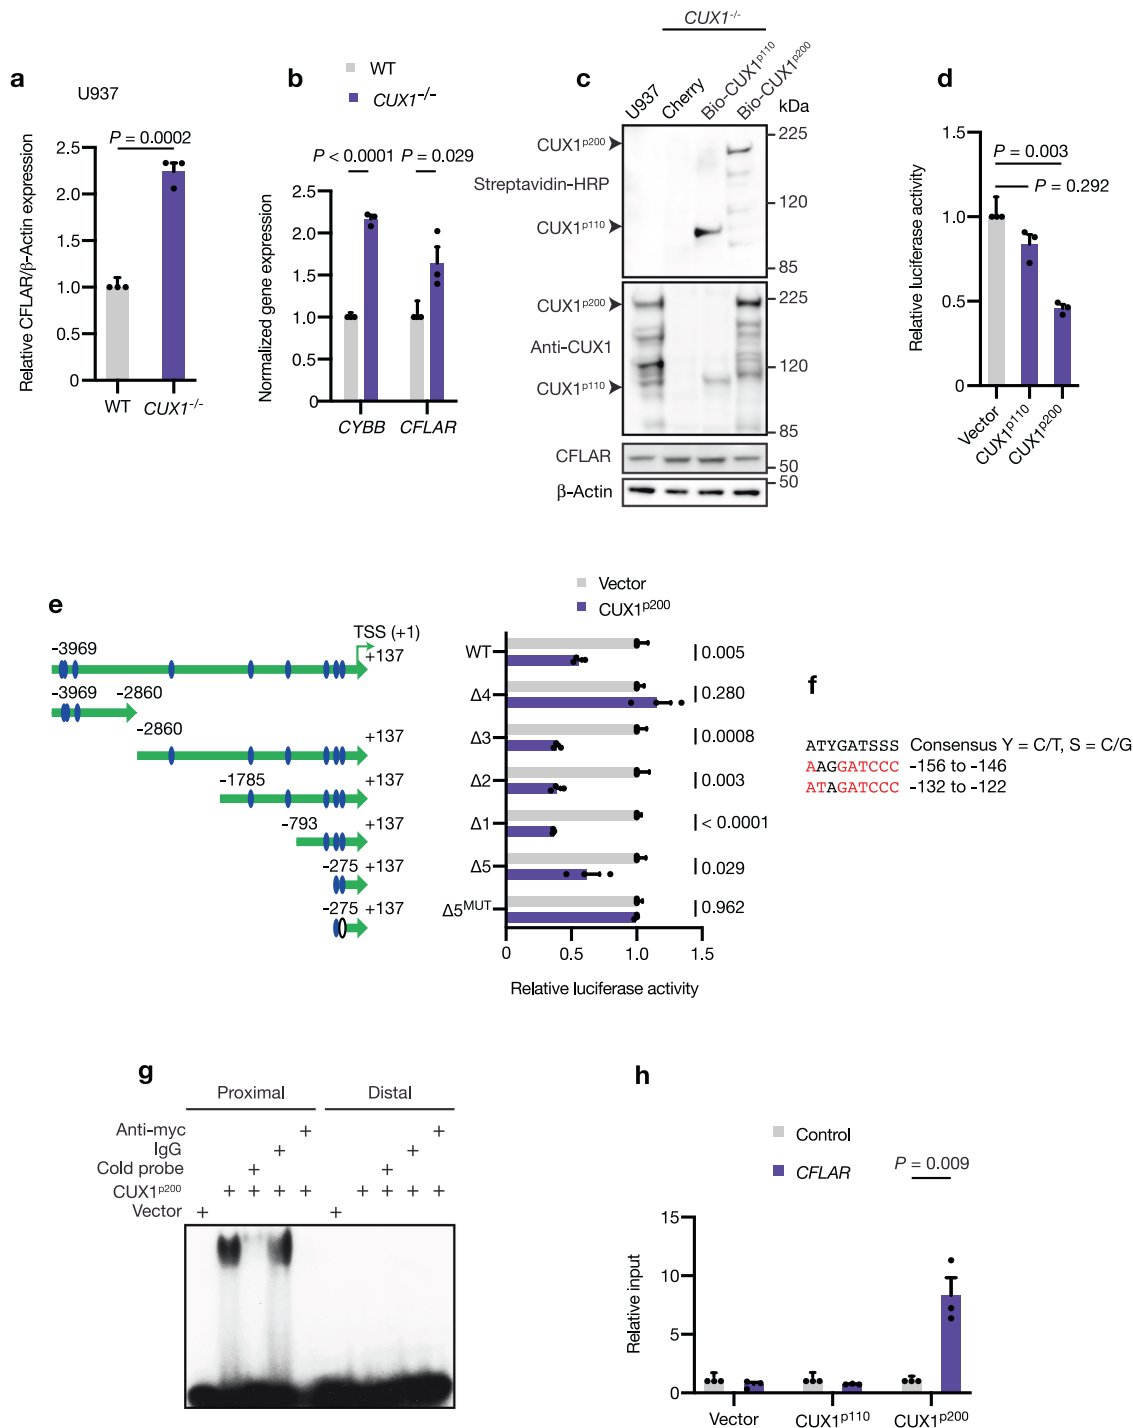 a
U937
P = 0.0002
Relative CFLAR/β-Actin expression
2.5
2.0
1.5
1.0
0.5
0
WT
CUX1-/-
b
WT
CUX1-/-
P < 0.0001 P = 0.029
Normalized gene expression
2.5
2.0
1.5
1.0
0.5
0
CYBB
CFLAR
c
CUX1-/-
U937
Cherry
Bio-CUX1p110
Bio-CUX1p200
kDa
CUX1p200
Streptavidin-HRP
CUX1p110
225
120
85
CUX1p200
Anti-CUX1
CUX1p110
225
120
85
CFLAR
50
β-Actin
50
d
P = 0.003
P = 0.292
Relative luciferase activity
1.5
1.0
0.5
0
Vector
CUX1p110
CUX1p200
e
Vector
CUX1p200
TSS (+1)
-3969
+137
-3969
-2860
-2860
+137
-1785
+137
-793
+137
-275
+137
-275
+137
WT
0.005
Δ4
0.280
Δ3
0.0008
Δ2
0.003
Δ1
< 0.0001
Δ5
0.029
Δ5MUT
0.962
0
0.5
1.0
1.5
Relative luciferase activity
f
ATYGATSSS Consensus Y = C/T, S = C/G
AAGGATCCC -156 to -146
ATAGATCCC -132 to -122
g
Proximal
Distal
Anti-myc + +
IgG + +
Cold probe + +
CUX1p200 + + + + + + + +
Vector + +
h
Control
CFLAR
P = 0.009
Relative input
15
10
5
0
Vector
CUX1p110
CUX1p200